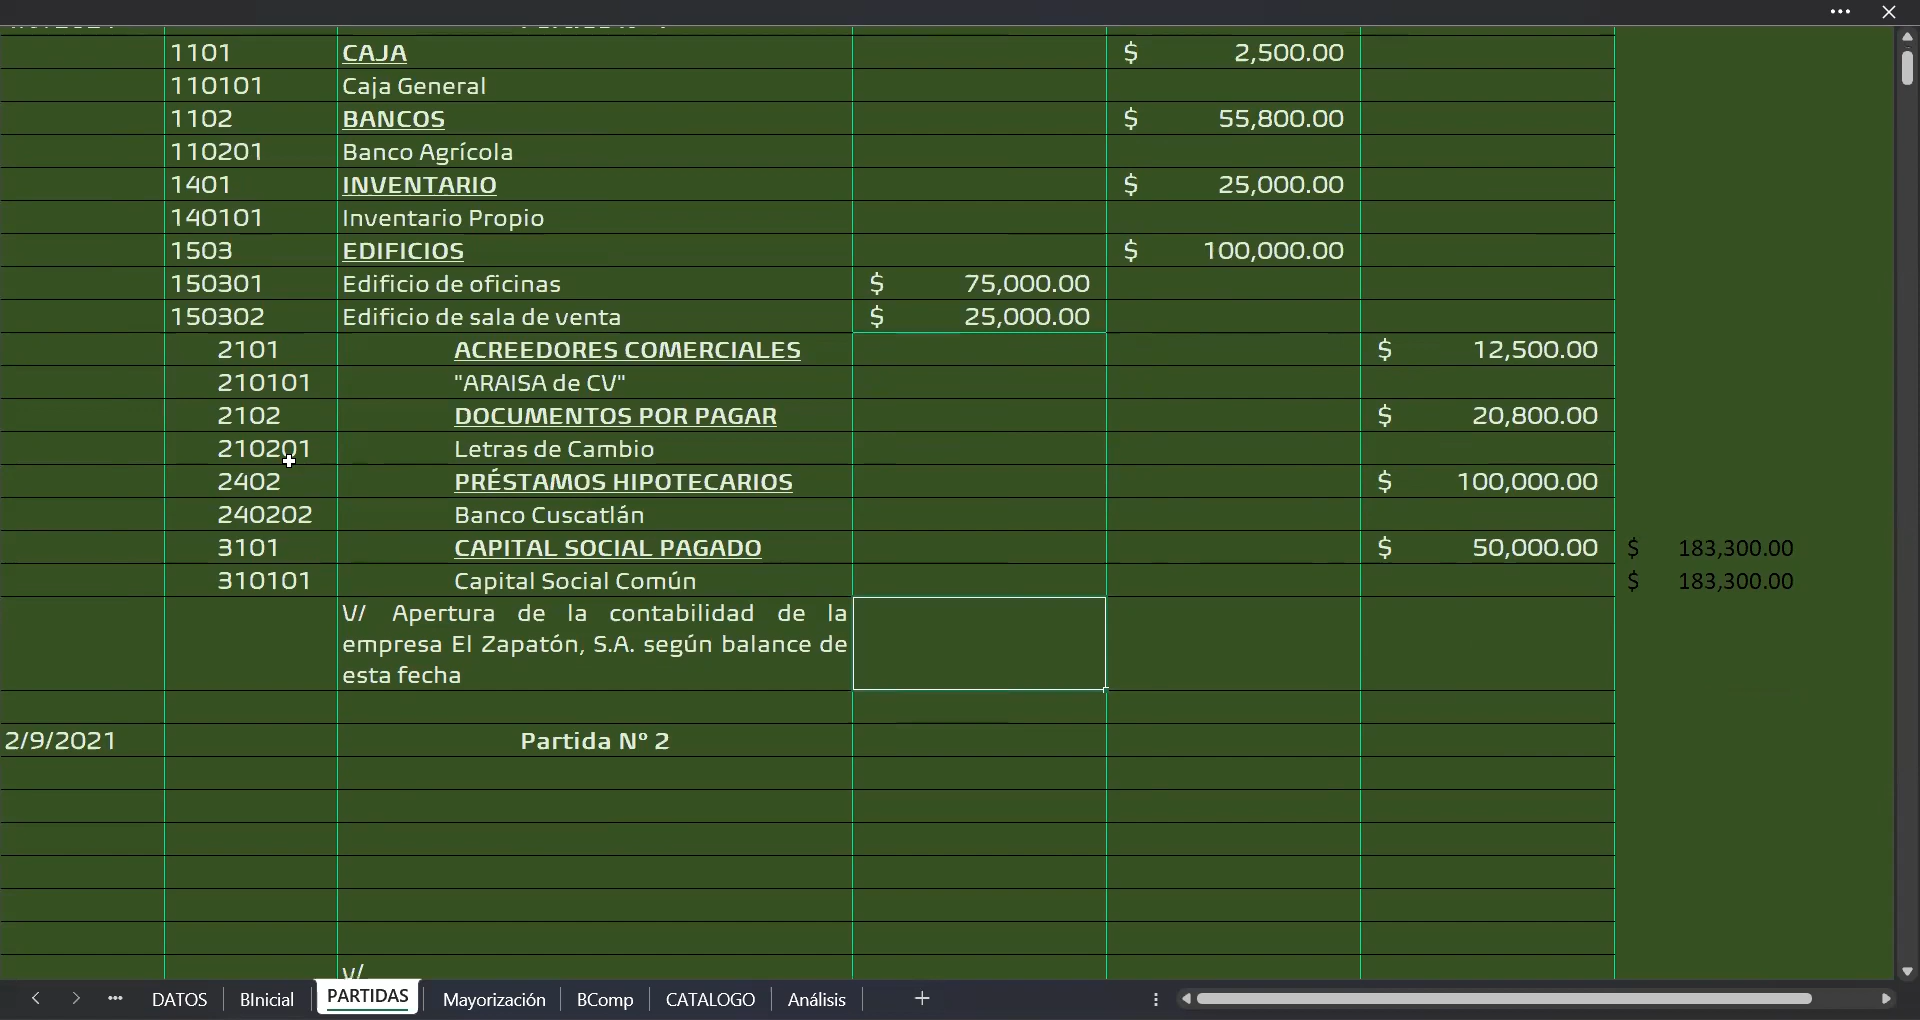 1101 CAJA $ 2,500.00
110101 Caja General
1102 BANCOS $ 55,800.00
110201 Banco Agrícola
1401 INVENTARIO $ 25,000.00
140101 Inventario Propio
1503 EDIFICIOS $ 100,000.00
150301 Edificio de oficinas $ 75,000.00
150302 Edificio de sala de venta $ 25,000.00
2101 ACREEDORES COMERCIALES $ 12,500.00
210101 "ARAISA de CV"
2102 DOCUMENTOS POR PAGAR $ 20,800.00
210201 Letras de Cambio
2402 PRÉSTAMOS HIPOTECARIOS $ 100,000.00
240202 Banco Cuscatlán
3101 CAPITAL SOCIAL PAGADO $ 50,000.00 $ 183,300.00
310101 Capital Social Común $ 183,300.00
V/ Apertura de la contabilidad de la
empresa El Zapatón, S.A. según balance de
esta fecha
2/9/2021 Partida N° 2
v/
DATOS BInicial PARTIDAS Mayorización BComp CATALOGO Análisis